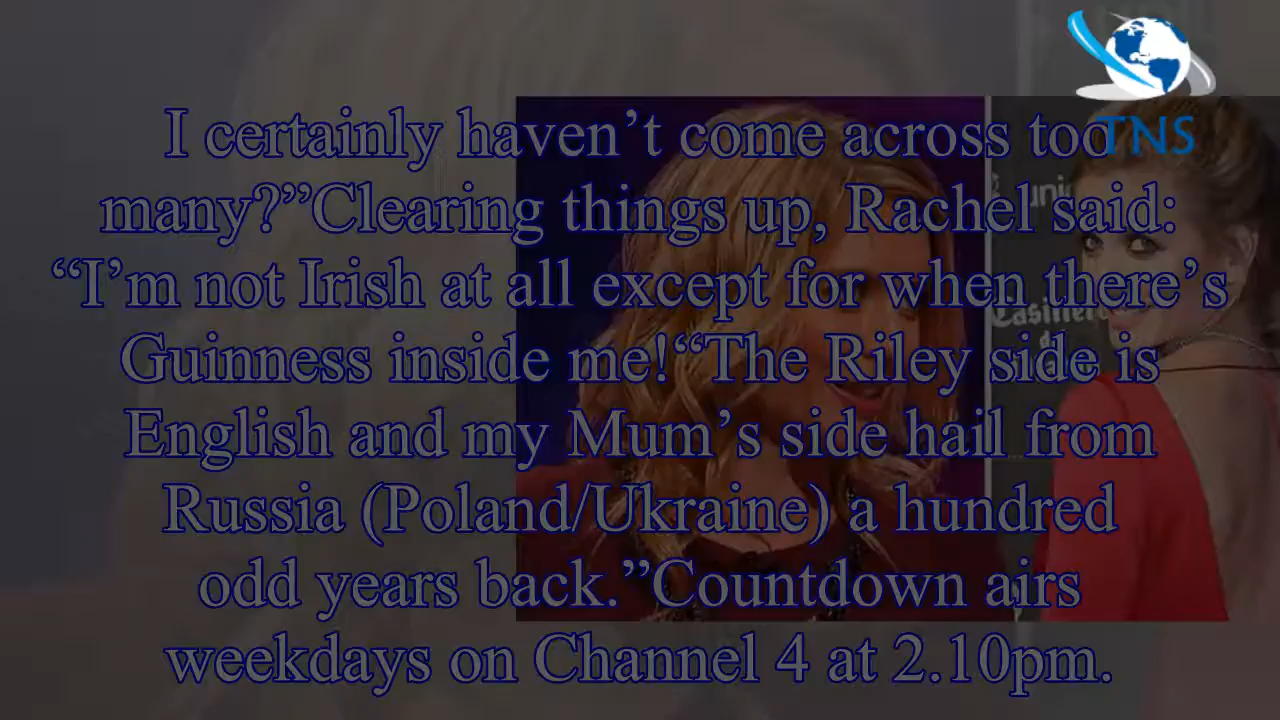 TNS
I certainly haven’t come across too
many?”Clearing things up, Rachel said:
“I’m not Irish at all except for when there’s
Guinness inside me!“The Riley side is
English and my Mum’s side hail from
Russia (Poland/Ukraine) a hundred
odd years back.”Countdown airs
weekdays on Channel 4 at 2.10pm.